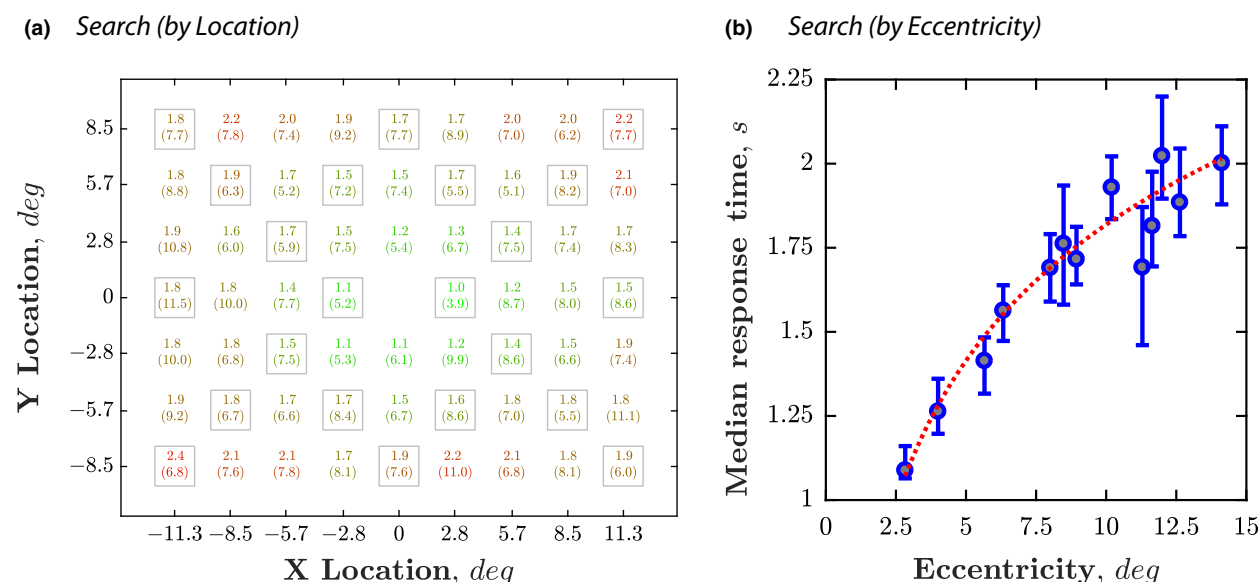 (a) Search (by Location)
8.5 1.8 2.2 2.0 1.9 1.7 1.7 2.0 2.0 2.2
(7.7) (7.8) (7.4) (9.2) (7.7) (8.9) (7.0) (6.2) (7.7)
5.7 1.8 1.9 1.7 1.5 1.5 1.7 1.6 1.9 2.1
(8.8) (6.3) (5.2) (7.2) (7.4) (5.5) (5.1) (8.2) (7.0)
2.8 1.9 1.6 1.7 1.5 1.2 1.3 1.4 1.7 1.7
(10.8) (6.0) (5.9) (7.5) (5.4) (6.7) (7.5) (7.4) (8.3)
0 1.8 1.8 1.4 1.1 1.0 1.2 1.5 1.5
(11.5) (10.0) (7.7) (5.2) (3.9) (8.7) (8.0) (8.6)
−2.8 1.8 1.8 1.5 1.1 1.1 1.2 1.4 1.5 1.9
(10.0) (6.8) (7.5) (5.3) (6.1) (9.9) (8.6) (6.6) (7.4)
−5.7 1.9 1.8 1.7 1.7 1.5 1.6 1.8 1.8 1.8
(9.2) (6.7) (6.6) (8.4) (6.7) (8.6) (7.0) (5.5) (11.1)
−8.5 2.4 2.1 2.1 1.7 1.9 2.2 2.1 1.8 1.9
(6.8) (7.6) (7.8) (8.1) (7.6) (11.0) (6.8) (8.1) (6.0)
−11.3 −8.5 −5.7 −2.8 0 2.8 5.7 8.5 11.3
X Location, deg
Y Location, deg
(b) Search (by Eccentricity)
2.25
2
1.75
1.5
1.25
1
0 2.5 5 7.5 10 12.5 15
Eccentricity, deg
Median response time, s